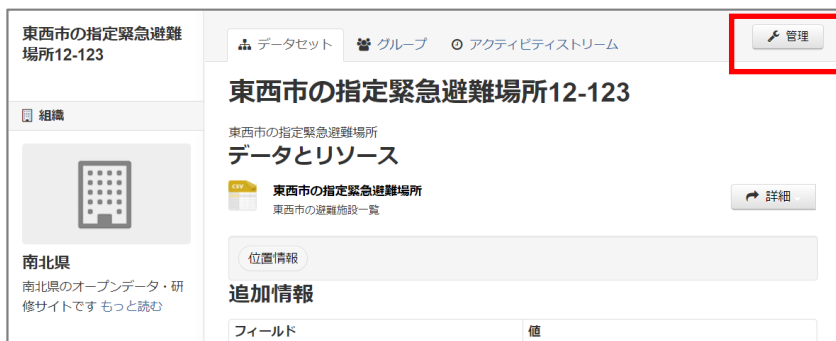 東西市の指定緊急避難
場所12-123
組織
南北県
南北県のオープンデータ・研
修サイトです もっと読む
データセット グループ アクティビティストリーム
管理
東西市の指定緊急避難場所12-123
東西市の指定緊急避難場所
データとリソース
CSV
東西市の指定緊急避難場所
東西市の避難施設一覧
詳細
位置情報
追加情報
フィールド 値